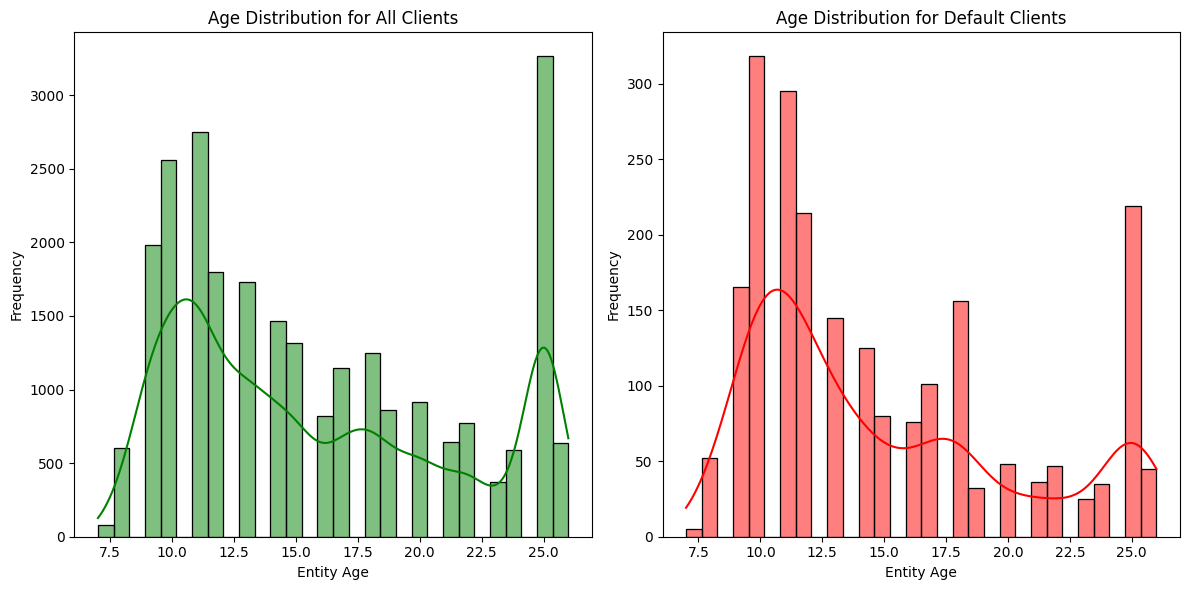 Age Distribution for All Clients
Frequency
3000
2500
2000
1500
1000
500
0
7.5 10.0 12.5 15.0 17.5 20.0 22.5 25.0
Entity Age
Age Distribution for Default Clients
Frequency
300
250
200
150
100
50
0
7.5 10.0 12.5 15.0 17.5 20.0 22.5 25.0
Entity Age